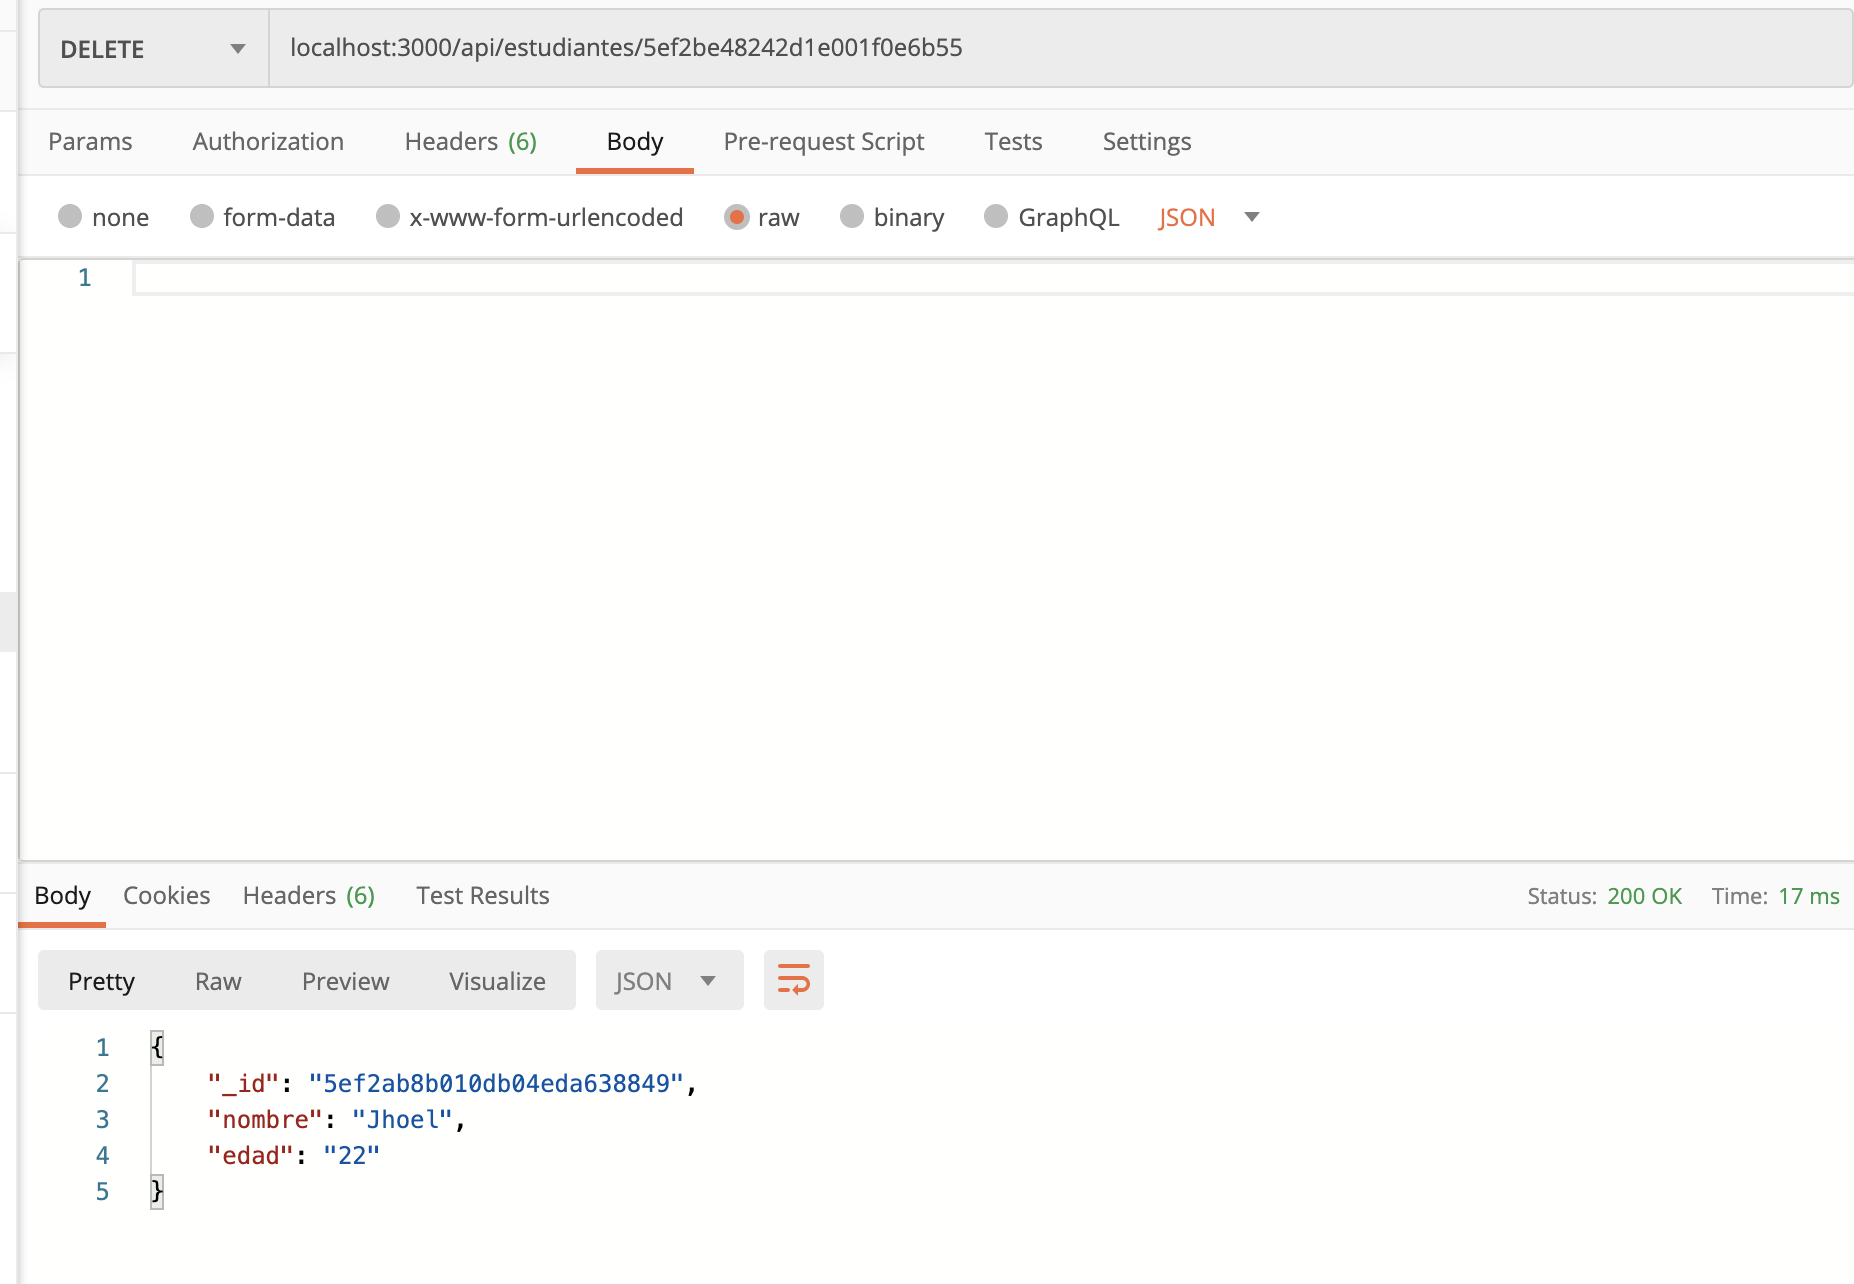 DELETE localhost:3000/api/estudiantes/5ef2be48242d1e001f0e6b55
Params Authorization Headers (6) Body Pre-request Script Tests Settings
none form-data x-www-form-urlencoded raw binary GraphQL JSON
1
Body Cookies Headers (6) Test Results Status: 200 OK Time: 17 ms
Pretty Raw Preview Visualize JSON
1 {
2 "_id": "5ef2ab8b010db04eda638849",
3 "nombre": "Jhoel",
4 "edad": "22"
5 }